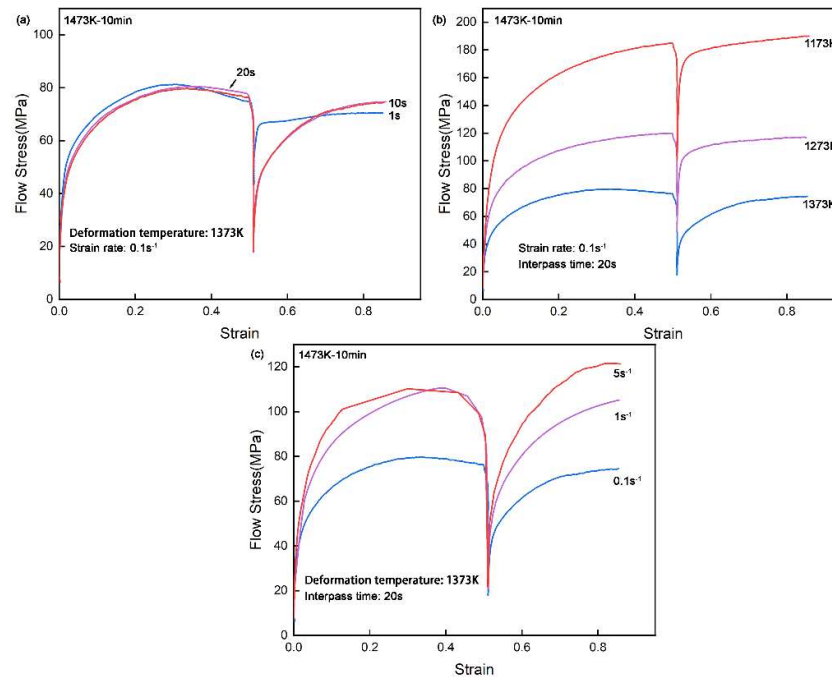 (a)
1473K-10min
100
80
60
40
20
0
Flow Stress(MPa)
20s
10s
1s
Deformation temperature: 1373K
Strain rate: 0.1s⁻¹
0.0 0.2 0.4 0.6 0.8
Strain
(b)
1473K-10min
200
180
160
140
120
100
80
60
40
20
0
Flow Stress(MPa)
1173K
1273K
1373K
Strain rate: 0.1s⁻¹
Interpass time: 20s
0.0 0.2 0.4 0.6 0.8
Strain
(c)
1473K-10min
120
100
80
60
40
20
0
Flow Stress(MPa)
5s⁻¹
1s⁻¹
0.1s⁻¹
Deformation temperature: 1373K
Interpass time: 20s
0.0 0.2 0.4 0.6 0.8
Strain